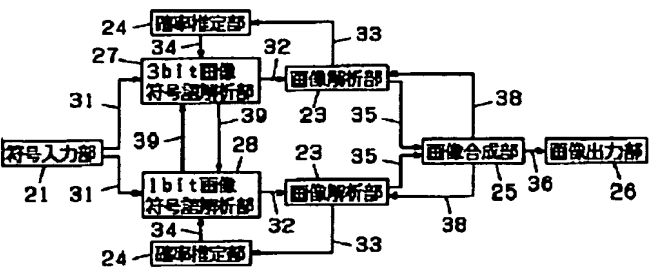 24 確率推定部
34
33
27
32
3bit画像
符号語解析部
画像解析部
31
23
38
39
39
35
符号入力部
画像合成部
画像出力部
28
23
35
36
21
25
26
31
1bit画像
符号語解析部
画像解析部
32
38
34
33
24 確率推定部